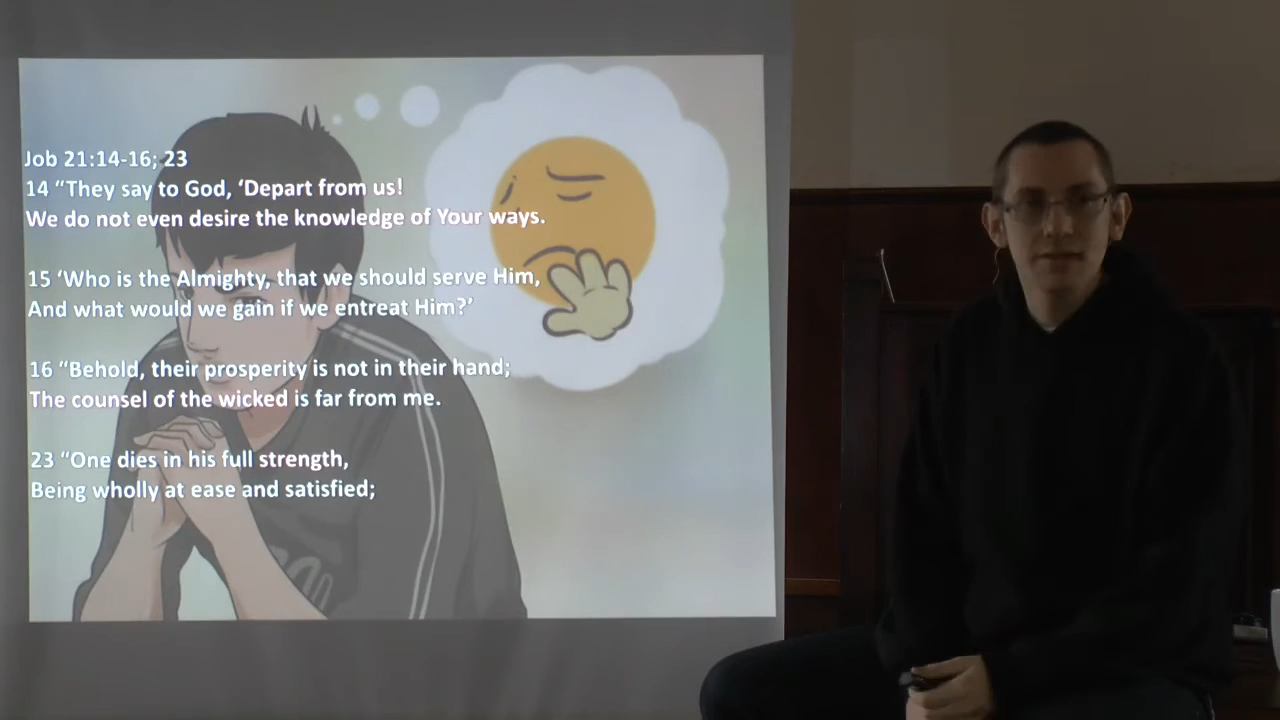 Job 21:14-16; 23
14 “They say to God, ‘Depart from us!
We do not even desire the knowledge of Your ways.
15 ‘Who is the Almighty, that we should serve Him,
And what would we gain if we entreat Him?’
16 “Behold, their prosperity is not in their hand;
The counsel of the wicked is far from me.
23 “One dies in his full strength,
Being wholly at ease and satisfied;